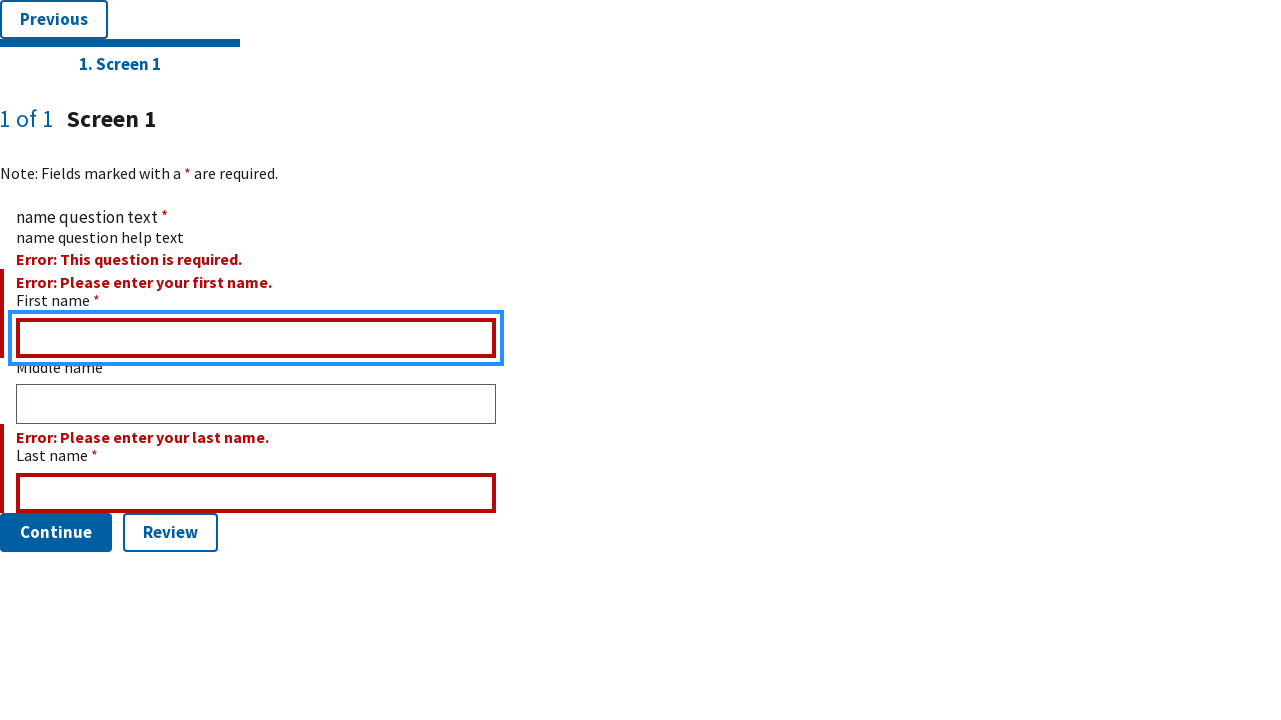 Previous
1. Screen 1
1 of 1 Screen 1
Note: Fields marked with a * are required.
name question text *
name question help text
Error: This question is required.
Error: Please enter your first name.
First name *
Middle name
Error: Please enter your last name.
Last name *
Continue Review